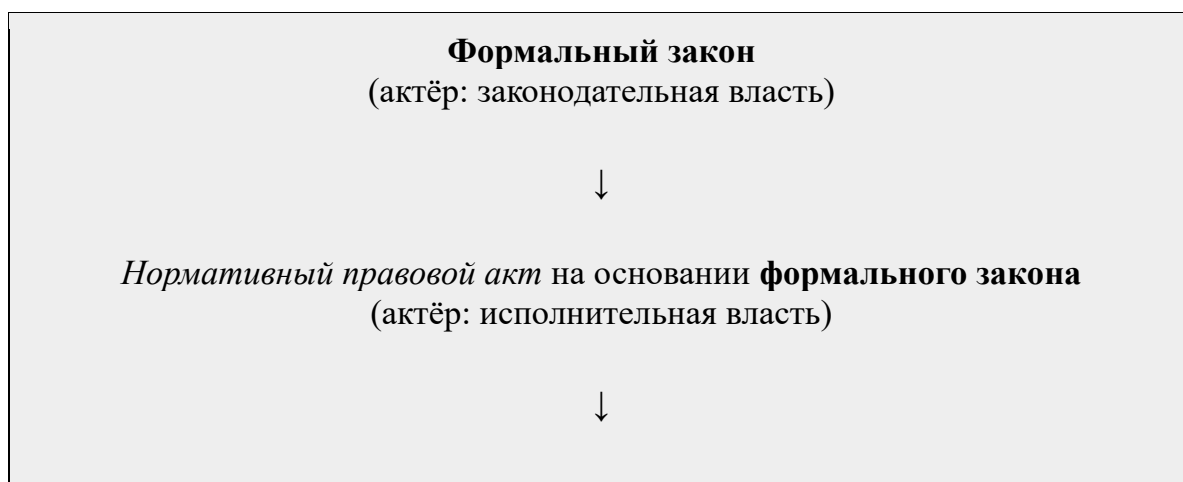 Формальный закон
(актёр: законодательная власть)
↓
Нормативный правовой акт на основании формального закона
(актёр: исполнительная власть)
↓